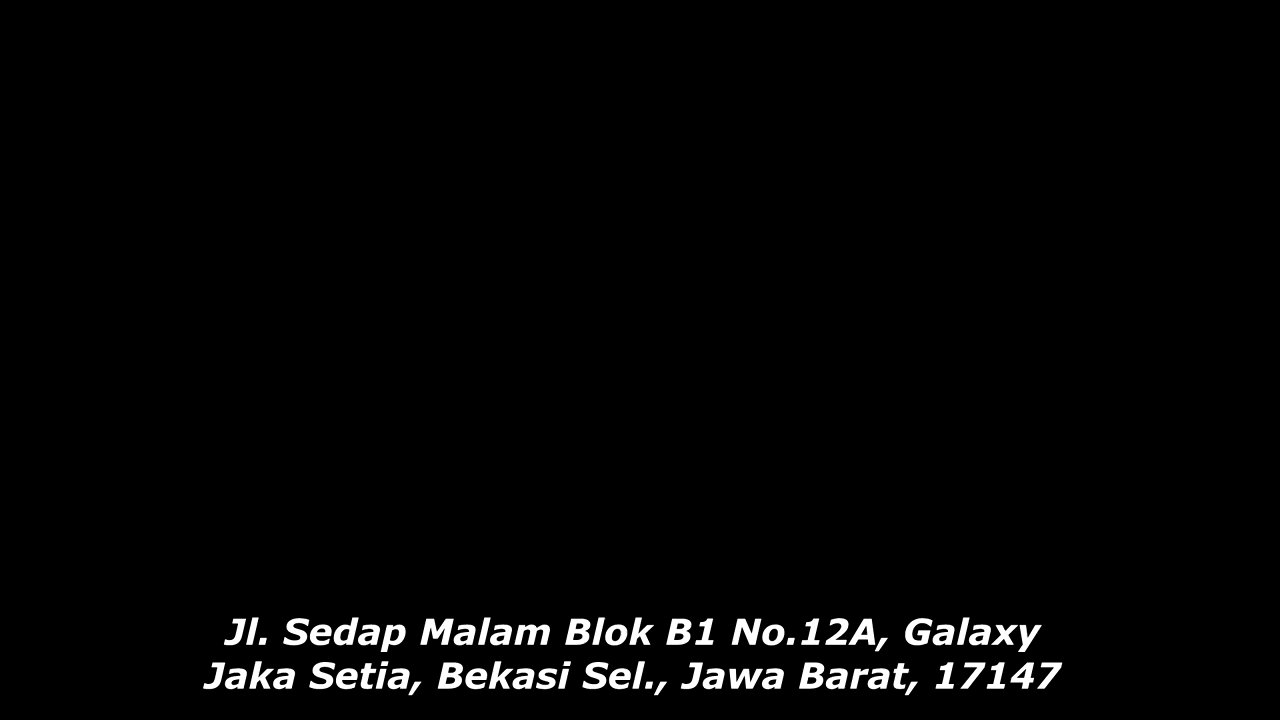 Jl. Sedap Malam Blok B1 No.12A, Galaxy
Jaka Setia, Bekasi Sel., Jawa Barat, 17147